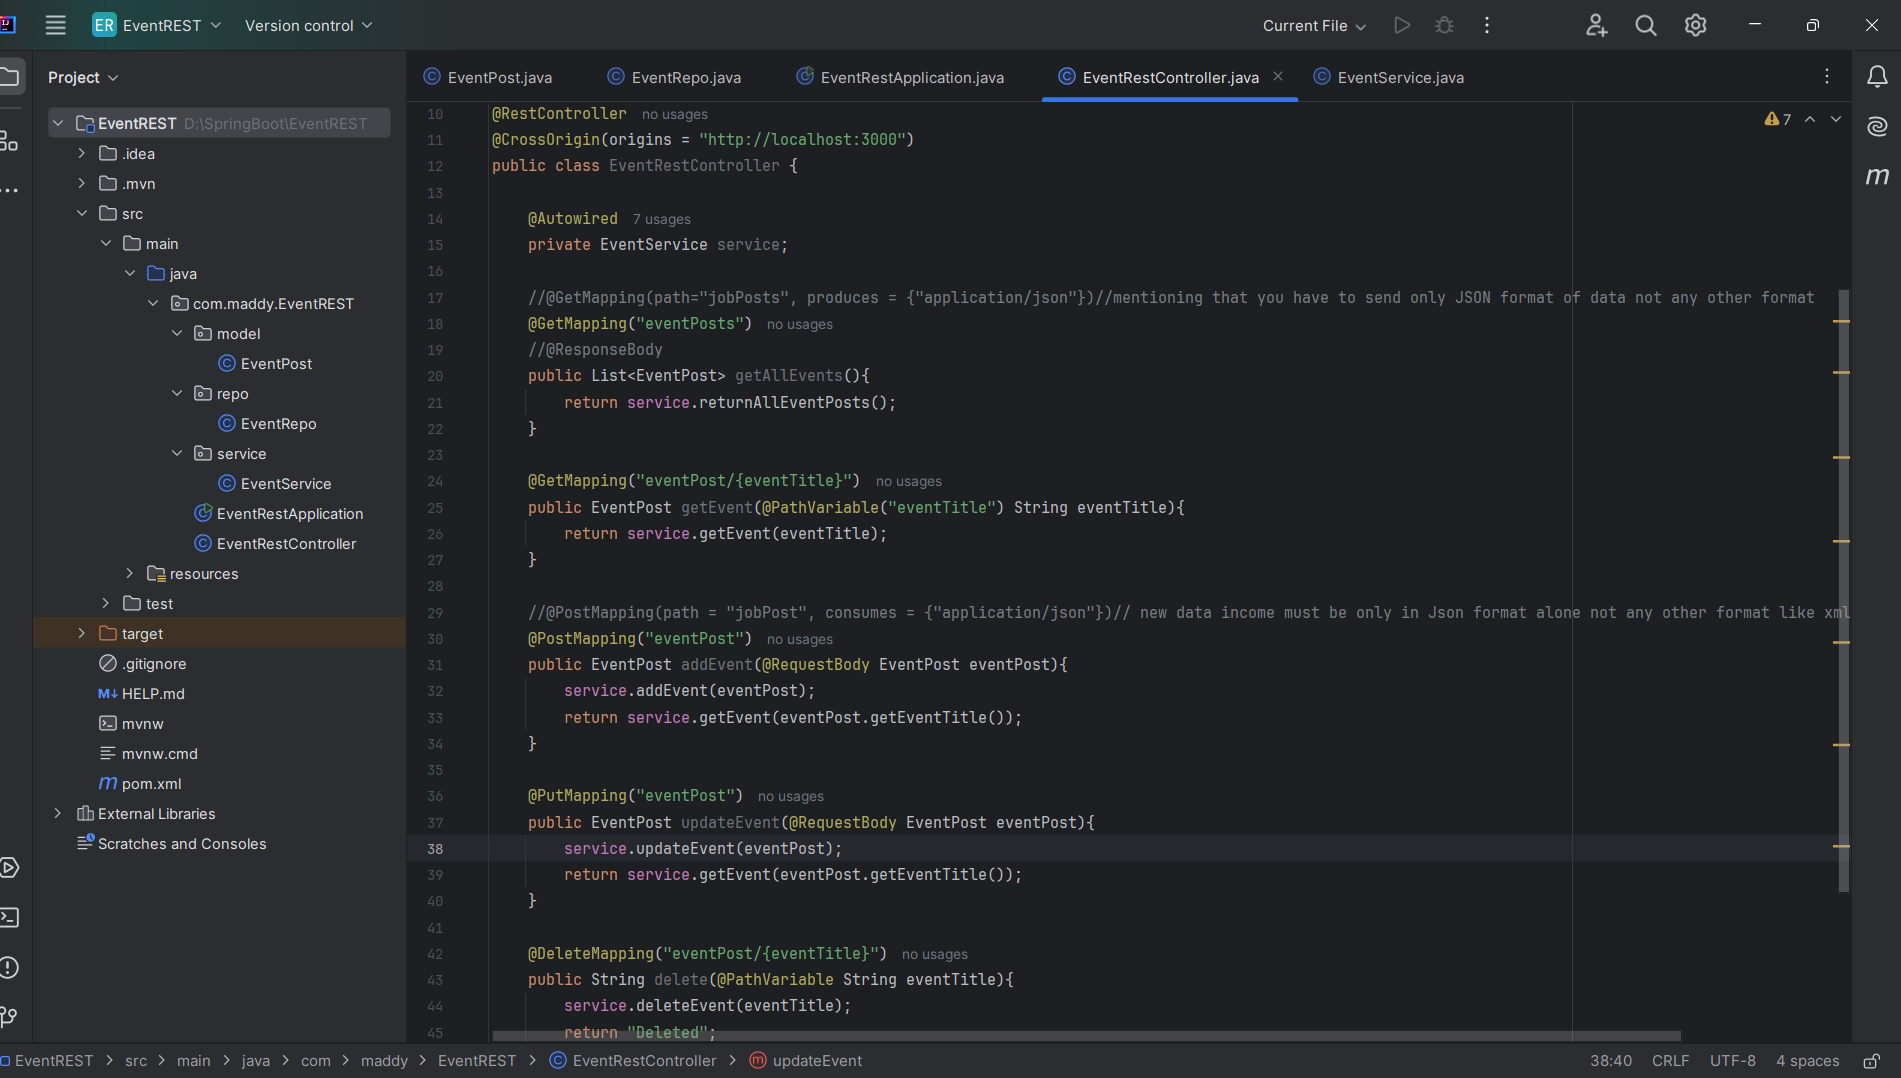 ER EventREST Version control Current File
Project
EventPost.java EventRepo.java EventRestApplication.java EventRestController.java EventService.java
EventREST D:\SpringBoot\EventREST
.idea
.mvn
src
main
java
com.maddy.EventREST
model
EventPost
repo
EventRepo
service
EventService
EventRestApplication
EventRestController
resources
test
target
.gitignore
M↓ HELP.md
mvnw
mvnw.cmd
m pom.xml
External Libraries
Scratches and Consoles
10 @RestController no usages
11 @CrossOrigin(origins = "http://localhost:3000")
12 public class EventRestController {
13
14 @Autowired 7 usages
15 private EventService service;
16
17 //@GetMapping(path="jobPosts", produces = {"application/json"})//mentioning that you have to send only JSON format of data not any other format
18 @GetMapping("eventPosts") no usages
19 //@ResponseBody
20 public List<EventPost> getAllEvents(){
21 return service.returnAllEventPosts();
22 }
23
24 @GetMapping("eventPost/{eventTitle}") no usages
25 public EventPost getEvent(@PathVariable("eventTitle") String eventTitle){
26 return service.getEvent(eventTitle);
27 }
28
29 //@PostMapping(path = "jobPost", consumes = {"application/json"})// new data income must be only in Json format alone not any other format like xml
30 @PostMapping("eventPost") no usages
31 public EventPost addEvent(@RequestBody EventPost eventPost){
32 service.addEvent(eventPost);
33 return service.getEvent(eventPost.getEventTitle());
34 }
35
36 @PutMapping("eventPost") no usages
37 public EventPost updateEvent(@RequestBody EventPost eventPost){
38 service.updateEvent(eventPost);
39 return service.getEvent(eventPost.getEventTitle());
40 }
41
42 @DeleteMapping("eventPost/{eventTitle}") no usages
43 public String delete(@PathVariable String eventTitle){
44 service.deleteEvent(eventTitle);
45 return "Deleted";
7
m
EventREST > src > main > java > com > maddy > EventREST > EventRestController > updateEvent 38:40 CRLF UTF-8 4 spaces